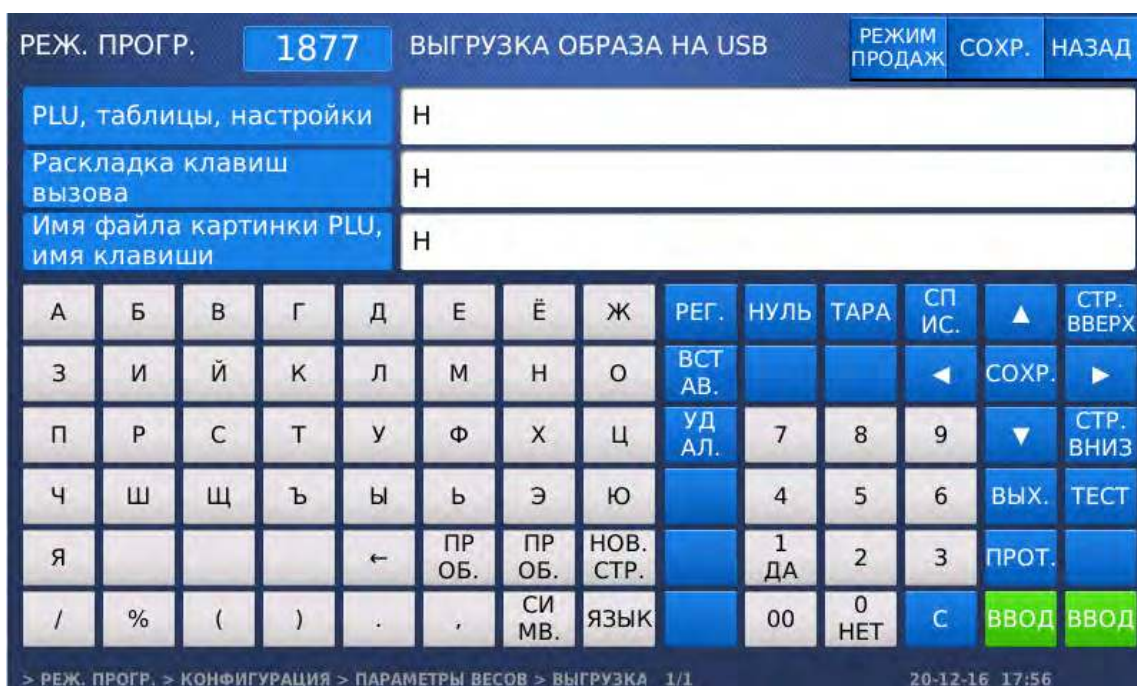 РЕЖ. ПРОГР. 1877 ВЫГРУЗКА ОБРАЗА НА USB РЕЖИМ ПРОДАЖ СОХР. НАЗАД
PLU, таблицы, настройки Н
Раскладка клавиш
вызова Н
Имя файла картинки PLU,
имя клавиши Н
А Б В Г Д Е Ё Ж РЕГ. НУЛЬ ТАРА СП ИС. ▲ СТР. ВВЕРХ
З И Й К Л М Н О ВСТ АВ. ◀ СОХР. ▶
П Р С Т У Ф Х Ц УД АЛ. 7 8 9 ▼ СТР. ВНИЗ
Ч Ш Щ Ъ Ы Ь Э Ю 4 5 6 ВЫХ. ТЕСТ
Я ← ПР ОБ. ПР ОБ. НОВ. СТР. 1 ДА 2 3 ПРОТ.
/ % ( ) . , СИ МВ. ЯЗЫК 00 0 НЕТ С ВВОД ВВОД
> РЕЖ. ПРОГР. > КОНФИГУРАЦИЯ > ПАРАМЕТРЫ ВЕСОВ > ВЫГРУЗКА 1/1 20-12-16 17:56